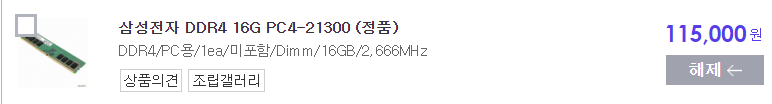 삼성전자 DDR4 16G PC4-21300 (정품)
DDR4/PC용/1ea/미포함/Dimm/16GB/2,666MHz
상품의견 조립갤러리
115,000원
해제 ←